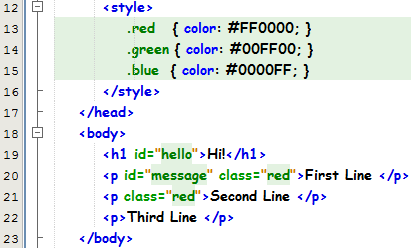 12 <style>
13 .red { color: #FF0000; }
14 .green { color: #00FF00; }
15 .blue { color: #0000FF; }
16 </style>
17 </head>
18 <body>
19 <h1 id="hello">Hi!</h1>
20 <p id="message" class="red">First Line </p>
21 <p class="red">Second Line </p>
22 <p>Third Line </p>
23 </body>